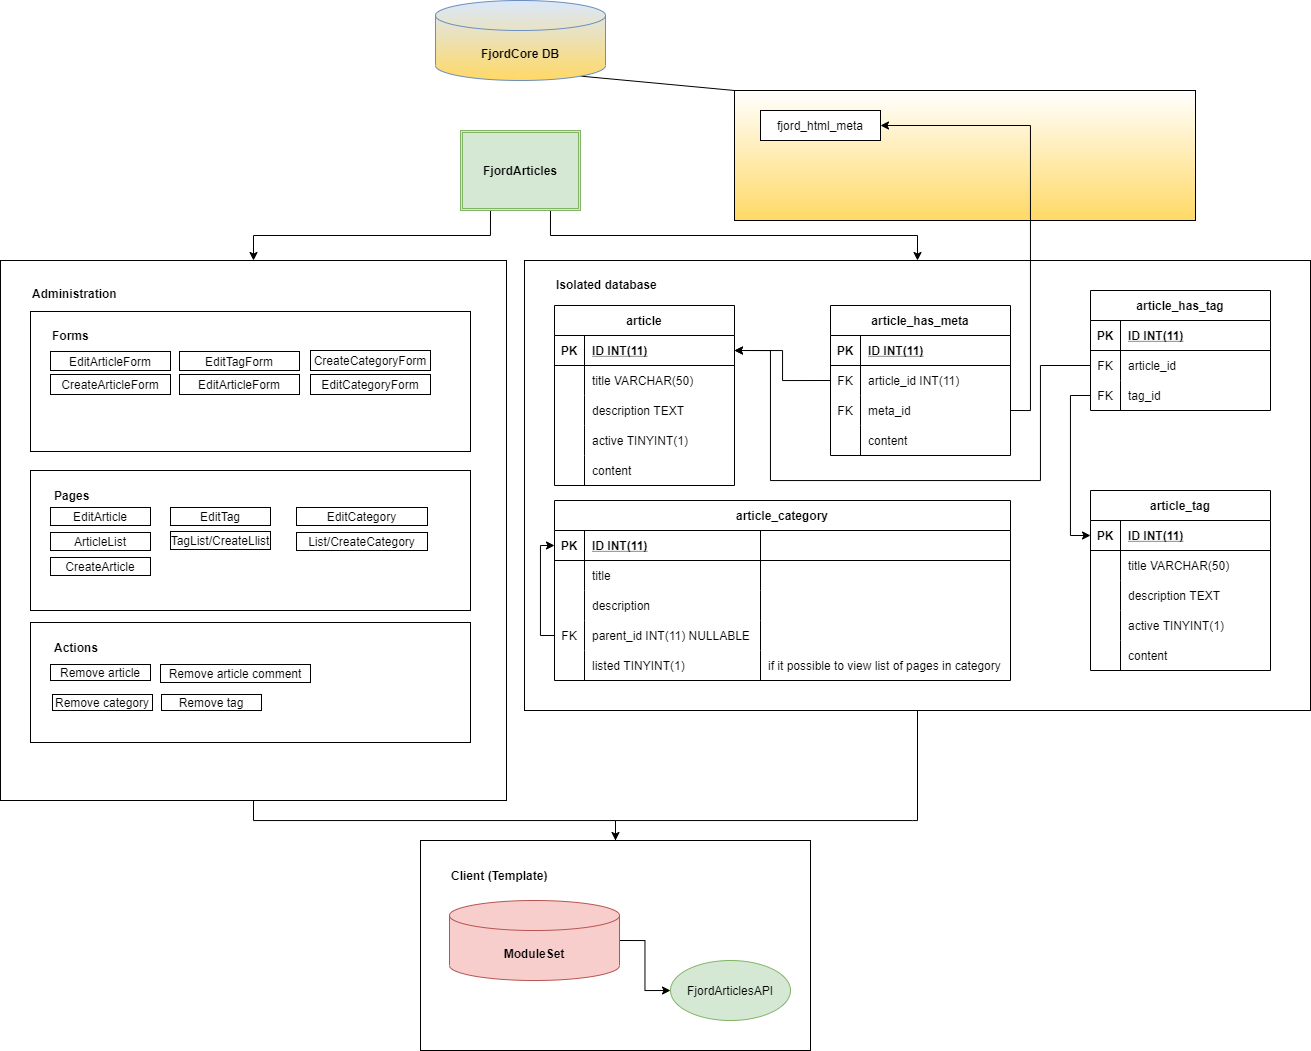 FjordCore DB
fjord_html_meta
FjordArticles
Administration
Forms
EditArticleForm
EditTagForm
CreateCategoryForm
CreateArticleForm
EditArticleForm
EditCategoryForm
Pages
EditArticle
EditTag
EditCategory
ArticleList
TagList/CreateLlist
List/CreateCategory
CreateArticle
Actions
Remove article
Remove article comment
Remove category
Remove tag
Isolated database
article
PK ID INT(11)
title VARCHAR(50)
description TEXT
active TINYINT(1)
content
article_has_meta
PK ID INT(11)
FK article_id INT(11)
FK meta_id
content
article_has_tag
PK ID INT(11)
FK article_id
FK tag_id
article_category
PK ID INT(11)
title
description
FK parent_id INT(11) NULLABLE
listed TINYINT(1) if it possible to view list of pages in category
article_tag
PK ID INT(11)
title VARCHAR(50)
description TEXT
active TINYINT(1)
content
Client (Template)
ModuleSet
FjordArticlesAPI